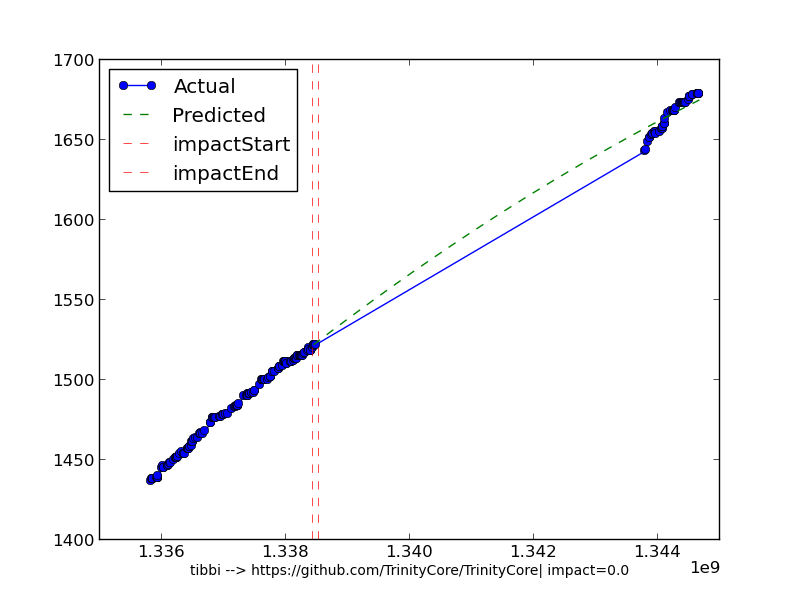 1700
1650
1600
1550
1500
1450
1400
Actual
Predicted
impactStart
impactEnd
1.336
1.338
1.340
1.342
1.344
1e9
tibbi --> https://github.com/TrinityCore/TrinityCore| impact=0.0